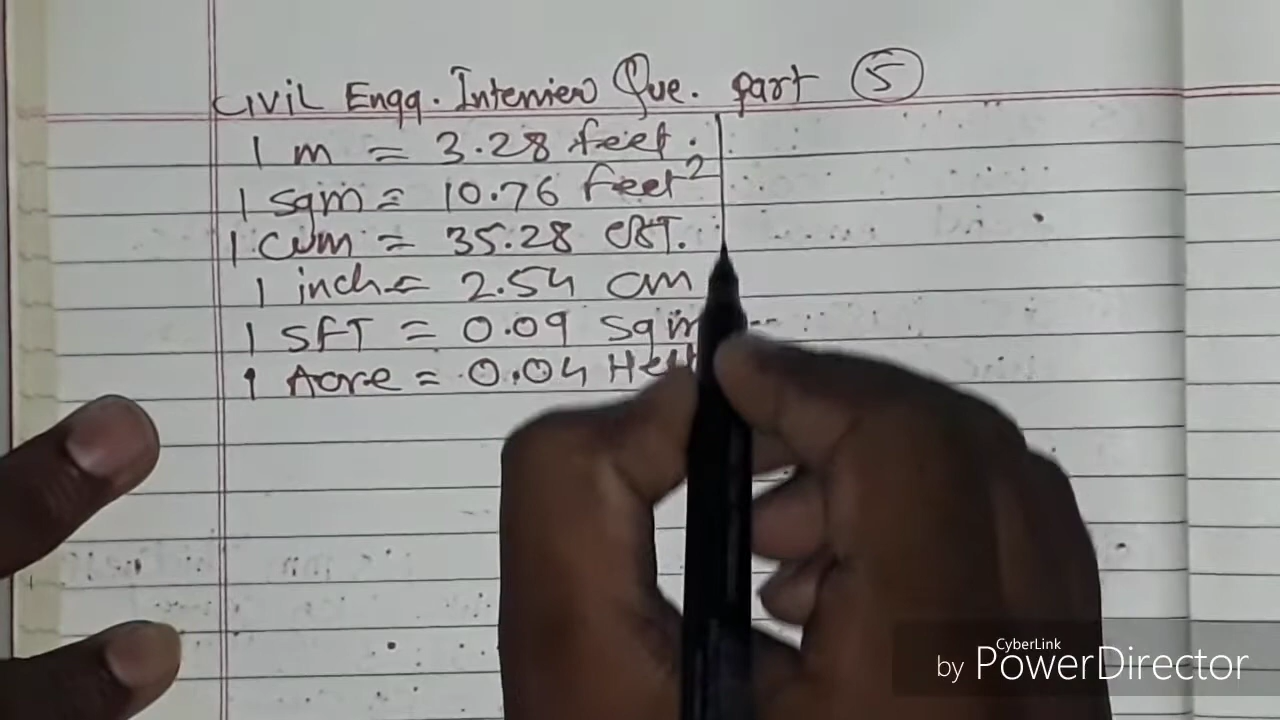 Civil Engg. Interview Que. part 5
1 m = 3.28 feet.
1 sqm = 10.76 feet²
1 cum = 35.28 CFT.
1 inch = 2.54 cm
1 SFT = 0.09 sqm
1 Acre = 0.04 Hect
CyberLink
by PowerDirector